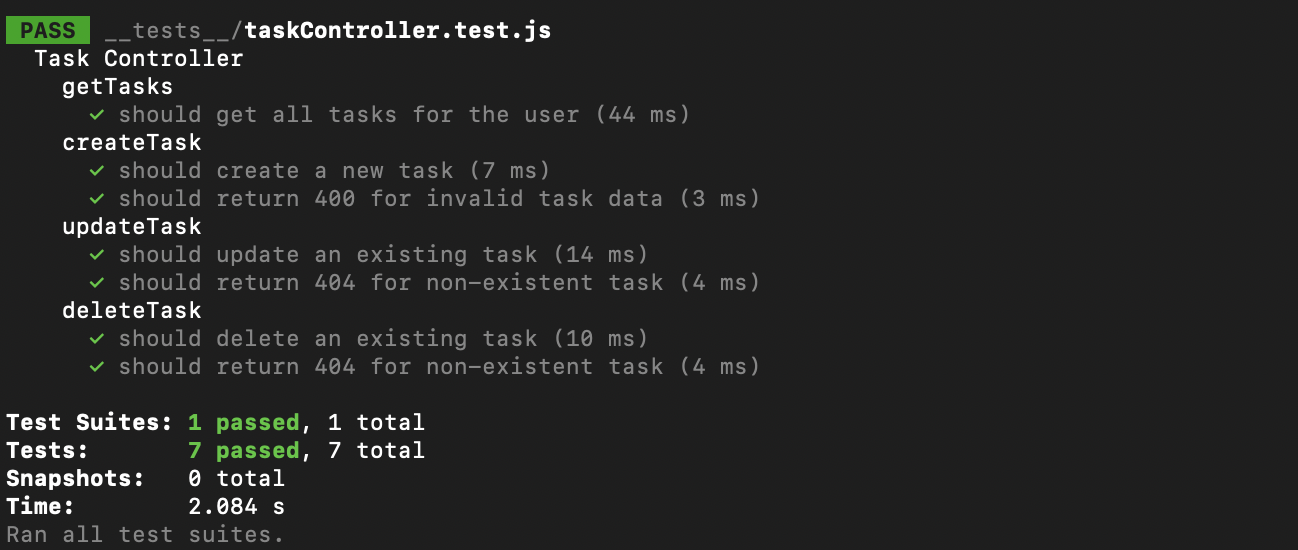 PASS __tests__/taskController.test.js
Task Controller
getTasks
✓ should get all tasks for the user (44 ms)
createTask
✓ should create a new task (7 ms)
✓ should return 400 for invalid task data (3 ms)
updateTask
✓ should update an existing task (14 ms)
✓ should return 404 for non-existent task (4 ms)
deleteTask
✓ should delete an existing task (10 ms)
✓ should return 404 for non-existent task (4 ms)
Test Suites: 1 passed, 1 total
Tests: 7 passed, 7 total
Snapshots: 0 total
Time: 2.084 s
Ran all test suites.